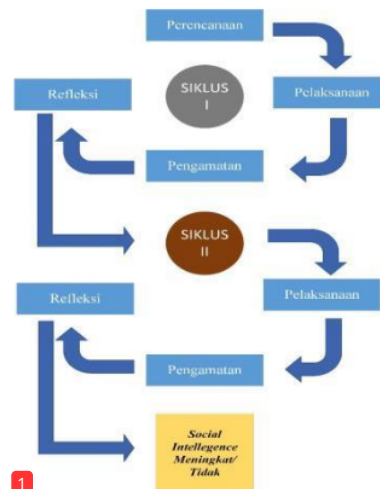 Perencanaan
SIKLUS
I
Refleksi
Pelaksanaan
Pengamatan
SIKLUS
II
Refleksi
Pelaksanaan
Pengamatan
Social
Intellegence
Meningkat/
Tidak
1